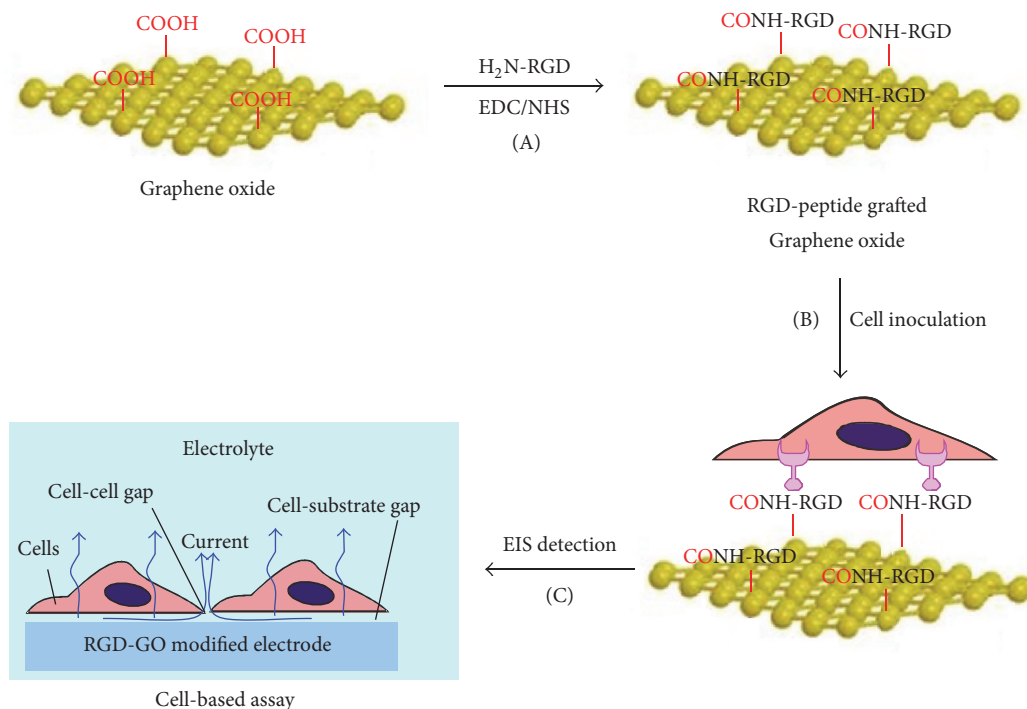 COOH
COOH
COOH
COOH
Graphene oxide
H₂N-RGD
EDC/NHS
(A)
CONH-RGD
CONH-RGD
CONH-RGD
CONH-RGD
RGD-peptide grafted
Graphene oxide
(B)
Cell inoculation
CONH-RGD
CONH-RGD
CONH-RGD
CONH-RGD
EIS detection
(C)
Electrolyte
Cell-cell gap
Cell-substrate gap
Cells
Current
RGD-GO modified electrode
Cell-based assay